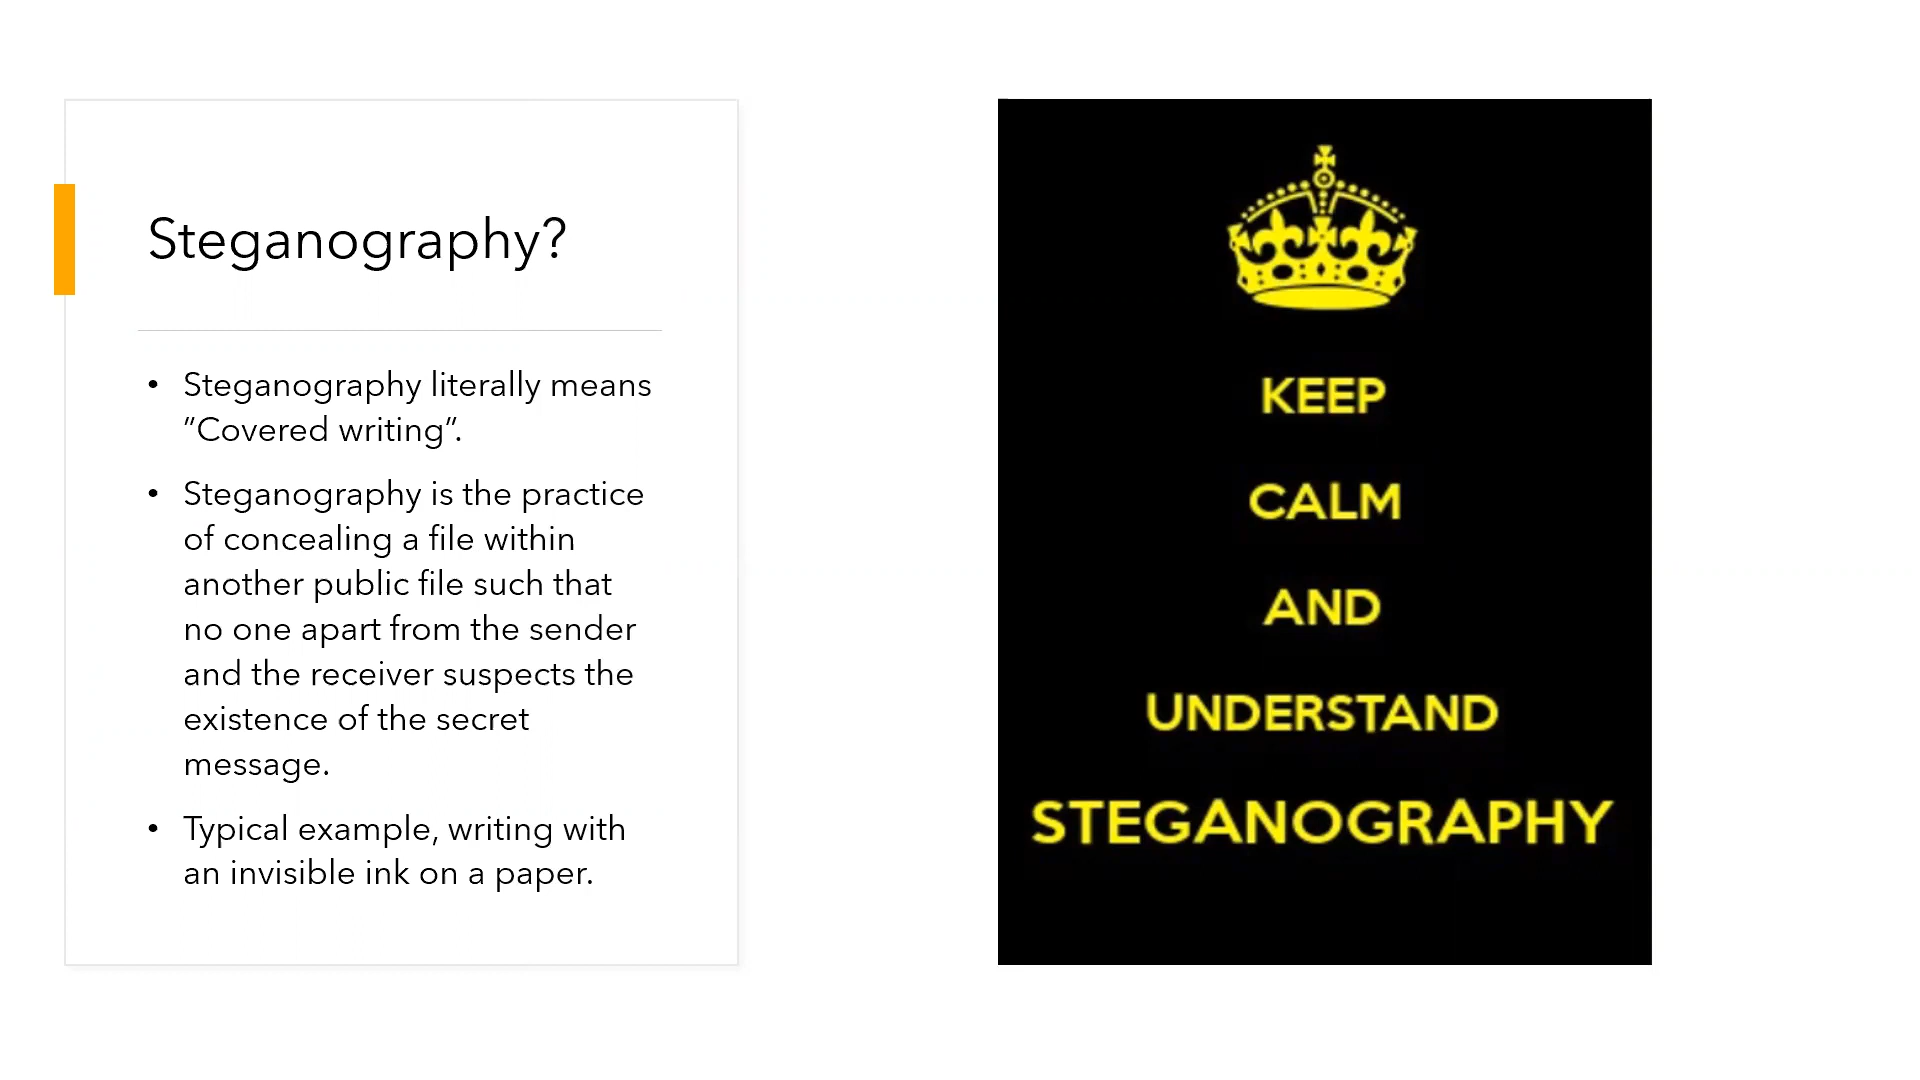 Steganography?
• Steganography literally means
”Covered writing”.
• Steganography is the practice
of concealing a file within
another public file such that
no one apart from the sender
and the receiver suspects the
existence of the secret
message.
• Typical example, writing with
an invisible ink on a paper.
KEEP
CALM
AND
UNDERSTAND
STEGANOGRAPHY